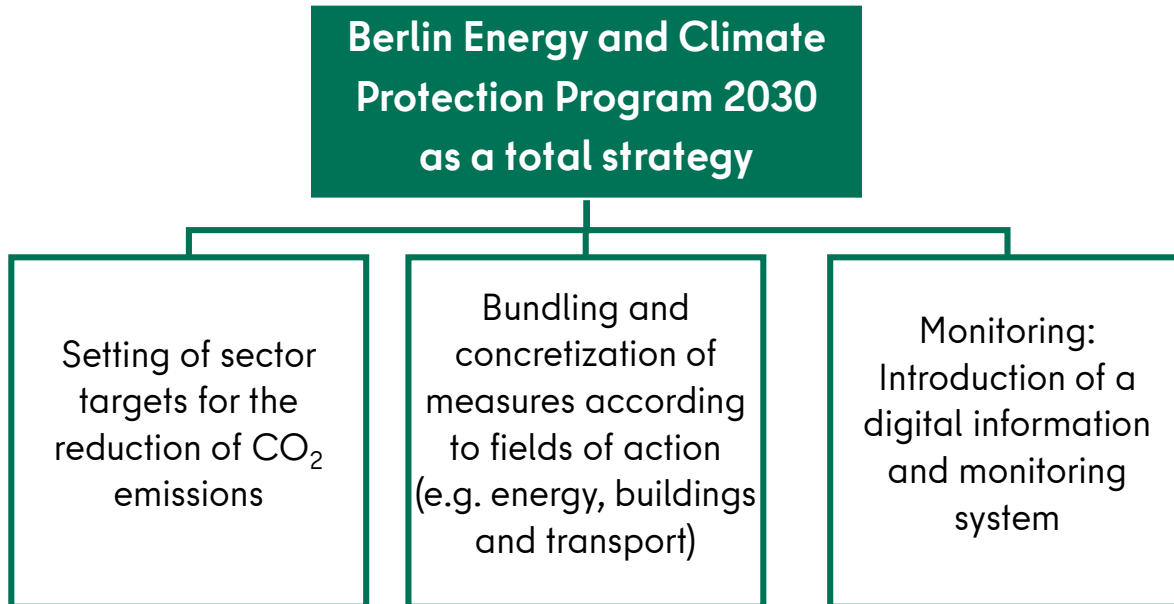 Berlin Energy and Climate
Protection Program 2030
as a total strategy
Setting of sector
targets for the
reduction of CO₂
emissions
Bundling and
concretization of
measures according
to fields of action
(e.g. energy, buildings
and transport)
Monitoring:
Introduction of a
digital information
and monitoring
system